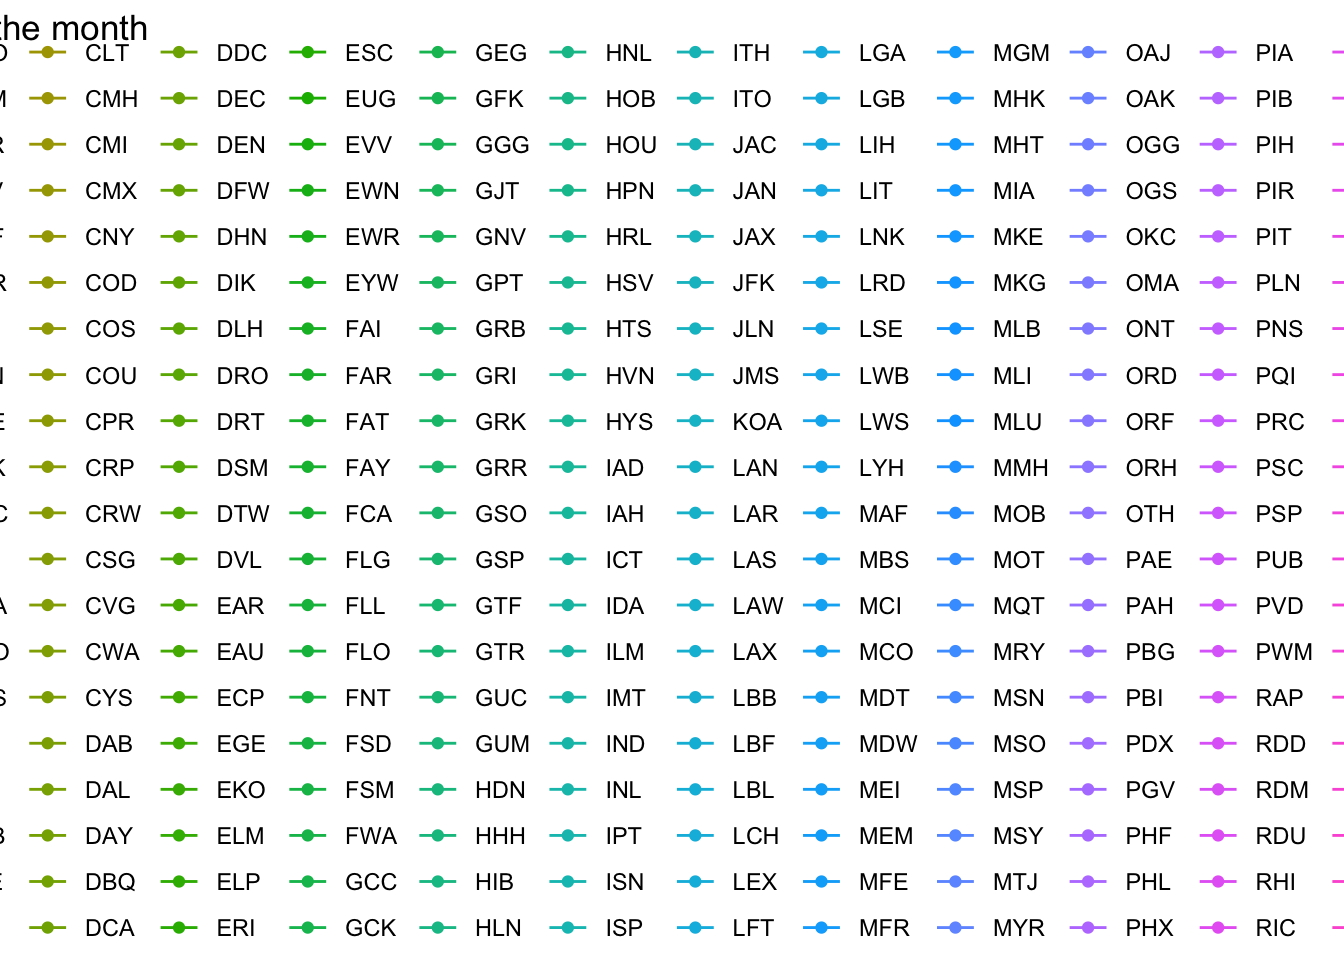 the month
CLT DDC ESC GEG HNL ITH LGA MGM OAJ PIA
CMH DEC EUG GFK HOB ITO LGB MHK OAK PIB
CMI DEN EVV GGG HOU JAC LIH MHT OGG PIH
CMX DFW EWN GJT HPN JAN LIT MIA OGS PIR
CNY DHN EWR GNV HRL JAX LNK MKE OKC PIT
COD DIK EYW GPT HSV JFK LRD MKG OMA PLN
COS DLH FAI GRB HTS JLN LSE MLB ONT PNS
COU DRO FAR GRI HVN JMS LWB MLI ORD PQI
CPR DRT FAT GRK HYS KOA LWS MLU ORF PRC
CRP DSM FAY GRR IAD LAN LYH MMH ORH PSC
CRW DTW FCA GSO IAH LAR MAF MOB OTH PSP
CSG DVL FLG GSP ICT LAS MBS MOT PAE PUB
CVG EAR FLL GTF IDA LAW MCI MQT PAH PVD
CWA EAU FLO GTR ILM LAX MCO MRY PBG PWM
CYS ECP FNT GUC IMT LBB MDT MSN PBI RAP
DAB EGE FSD GUM IND LBF MDW MSO PDX RDD
DAL EKO FSM HDN INL LBL MEI MSP PGV RDM
DAY ELM FWA HHH IPT LCH MEM MSY PHF RDU
DBQ ELP GCC HIB ISN LEX MFE MTJ PHL RHI
DCA ERI GCK HLN ISP LFT MFR MYR PHX RIC